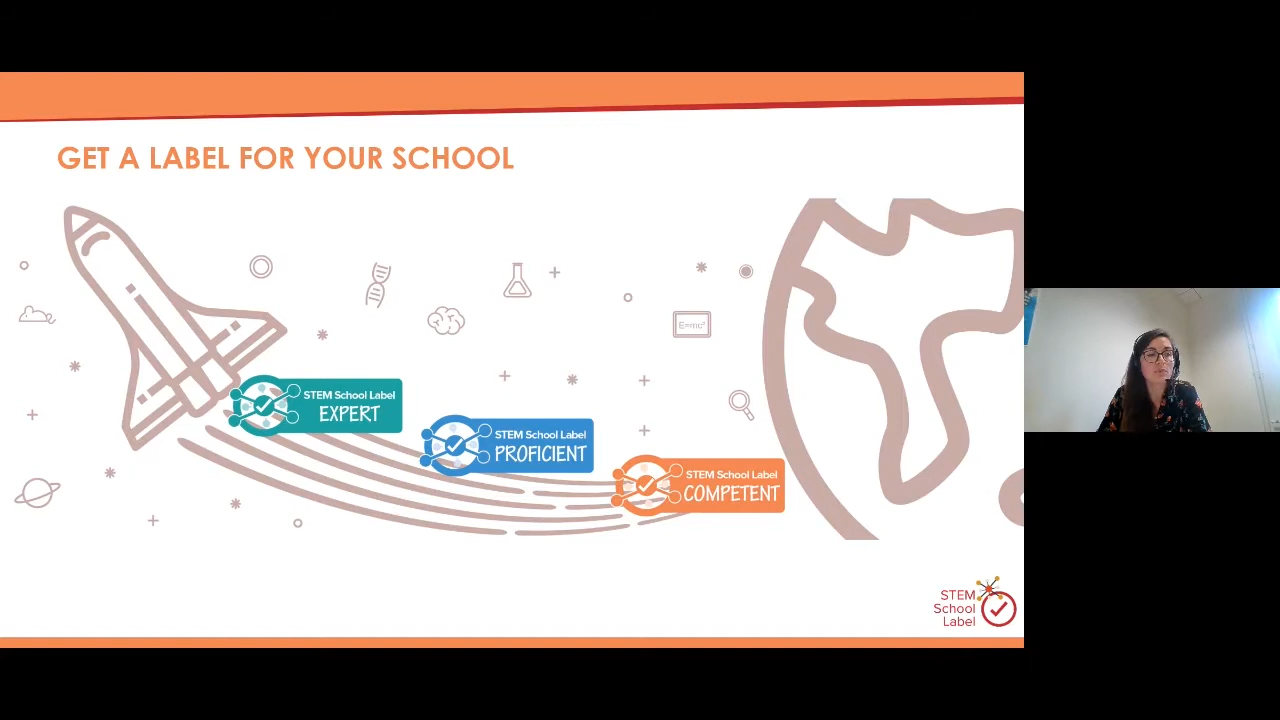 GET A LABEL FOR YOUR SCHOOL
E=mc²
STEM School Label
EXPERT
STEM School Label
PROFICIENT
STEM School Label
COMPETENT
STEM
School
Label